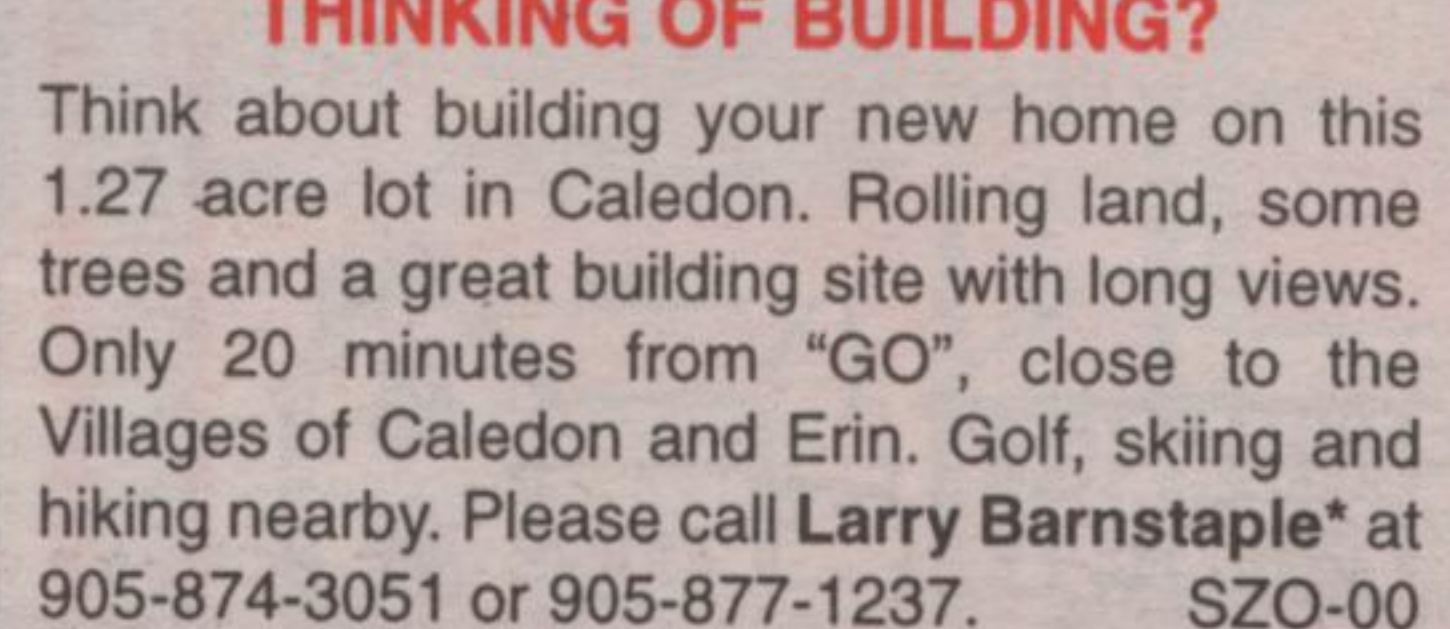 THINKING OF BUILDING?
Think about building your new home on this
1.27 acre lot in Caledon. Rolling land, some
trees and a great building site with long views.
Only 20 minutes from “GO”, close to the
Villages of Caledon and Erin. Golf, skiing and
hiking nearby. Please call Larry Barnstaple* at
905-874-3051 or 905-877-1237. SZO-00